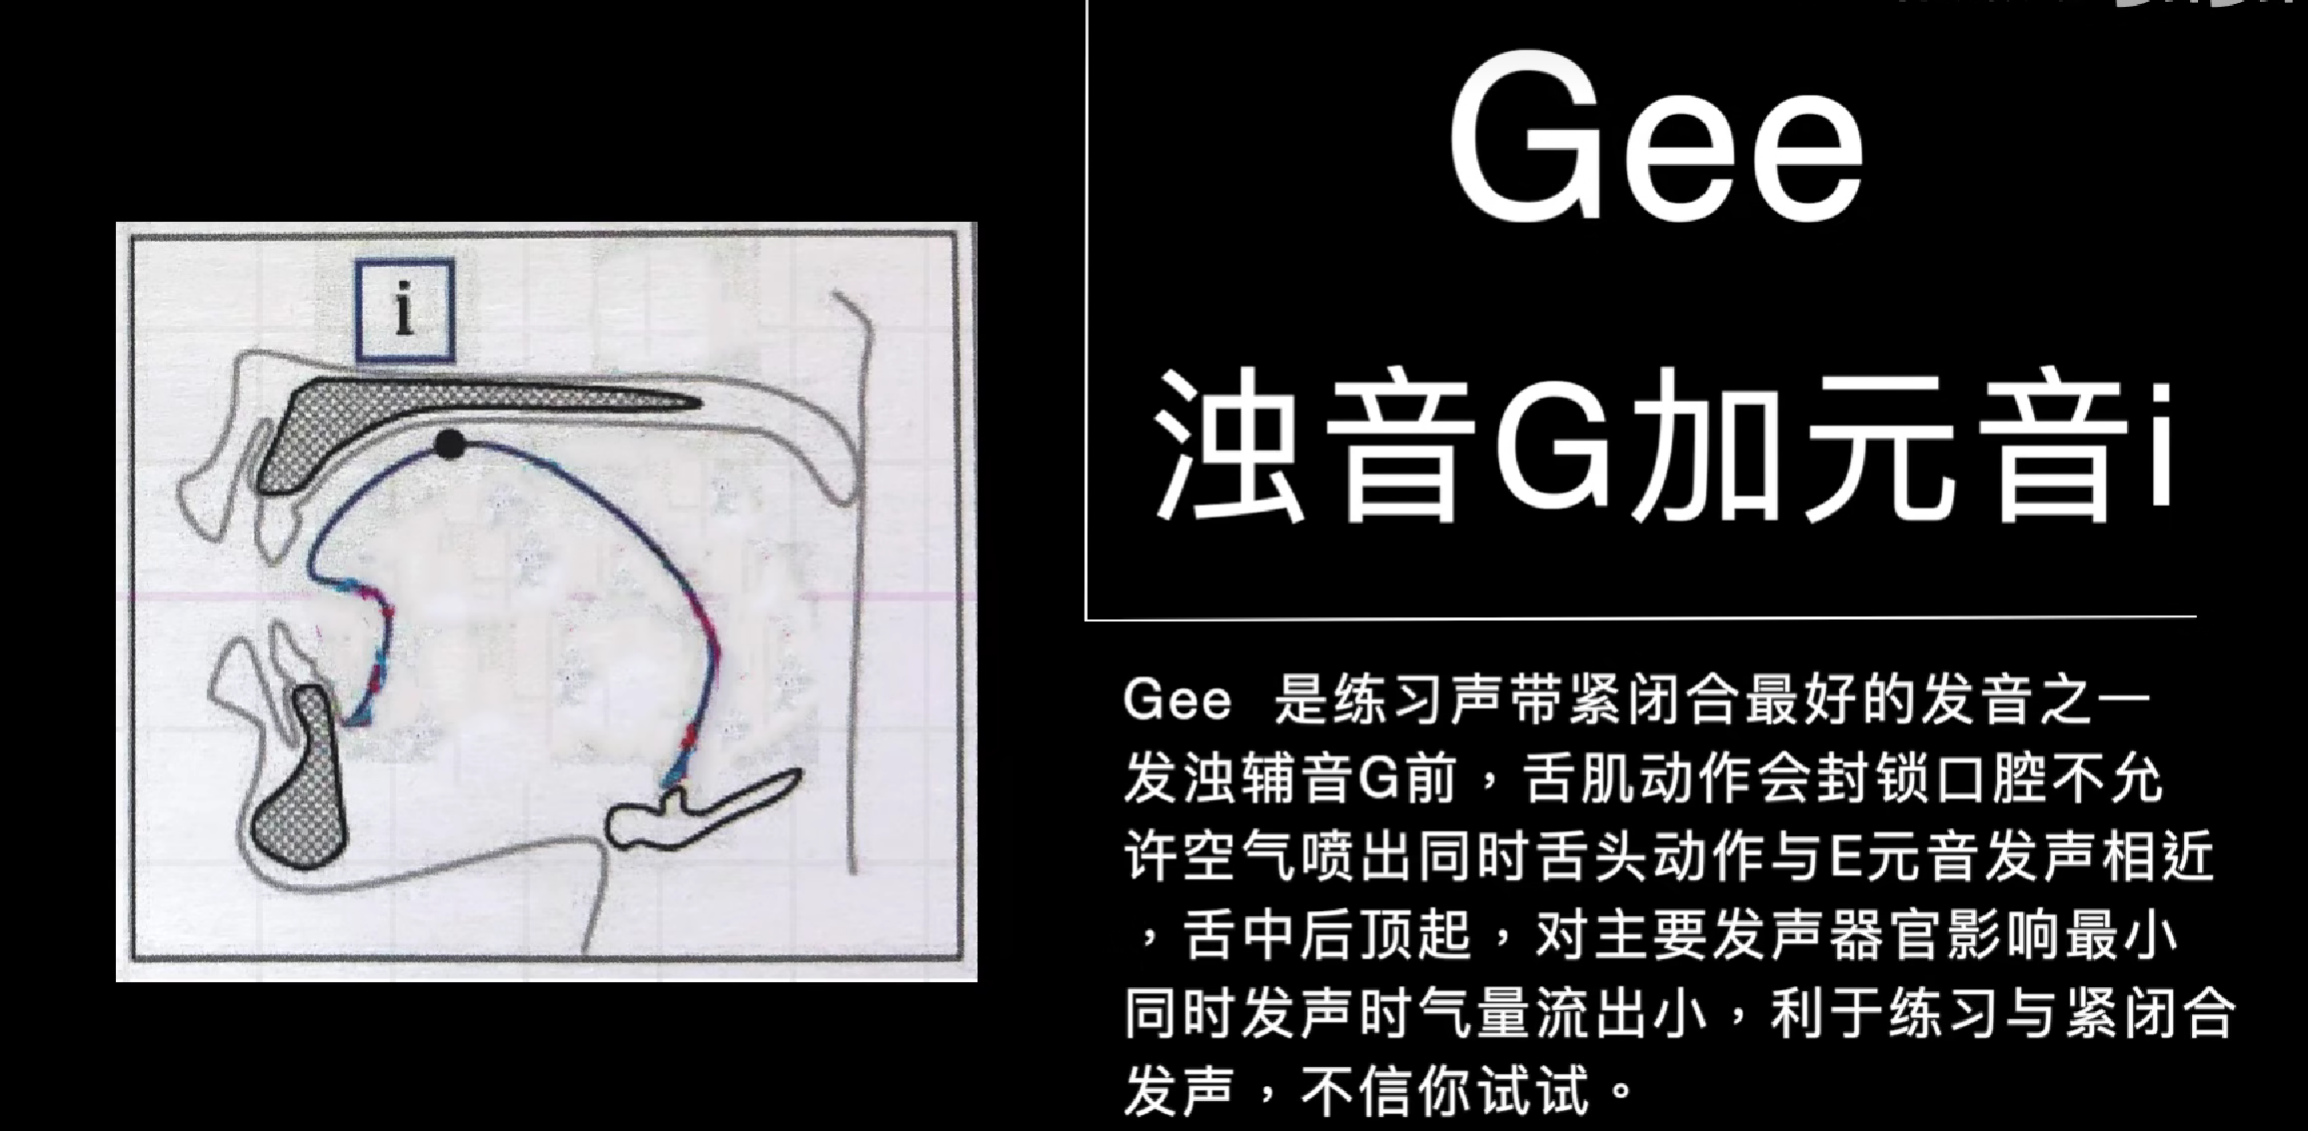 i
Gee
浊音G加元音i
Gee 是练习声带紧闭合最好的发音之一
发浊辅音G前，舌肌动作会封锁口腔不允
许空气喷出同时舌头动作与E元音发声相近
，舌中后顶起，对主要发声器官影响最小
同时发声时气量流出小，利于练习与紧闭合
发声，不信你试试。